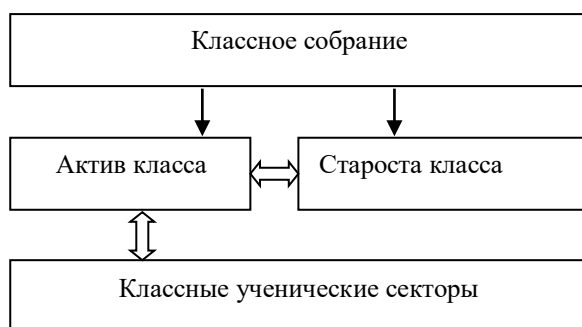 Классное собрание
Актив класса
Староста класса
Классные ученические секторы